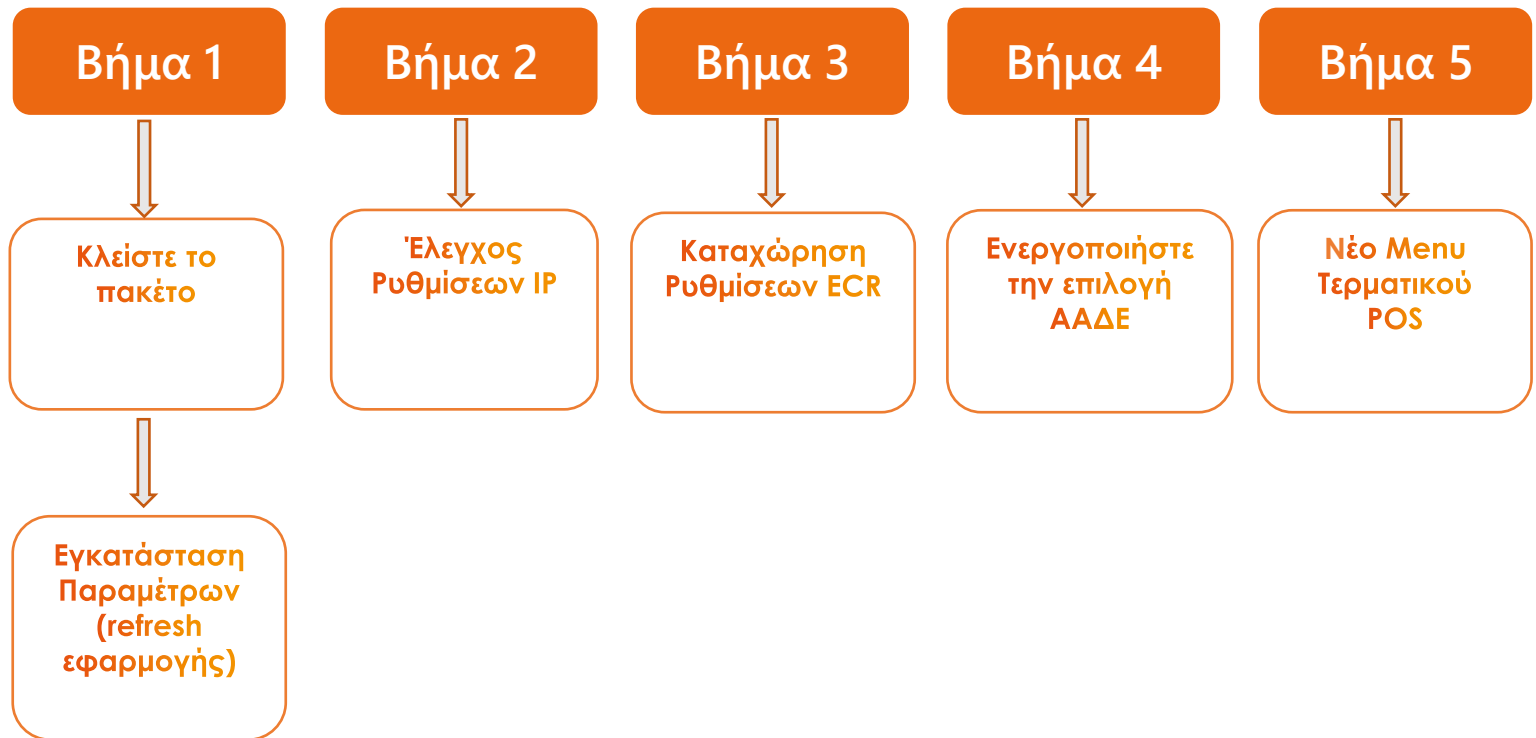 Βήμα 1
Βήμα 2
Βήμα 3
Βήμα 4
Βήμα 5
Κλείστε το
πακέτο
Έλεγχος
Ρυθμίσεων IP
Καταχώρηση
Ρυθμίσεων ECR
Ενεργοποιήστε
την επιλογή
ΑΑΔΕ
Νέο Menu
Τερματικού
POS
Εγκατάσταση
Παραμέτρων
(refresh
εφαρμογής)